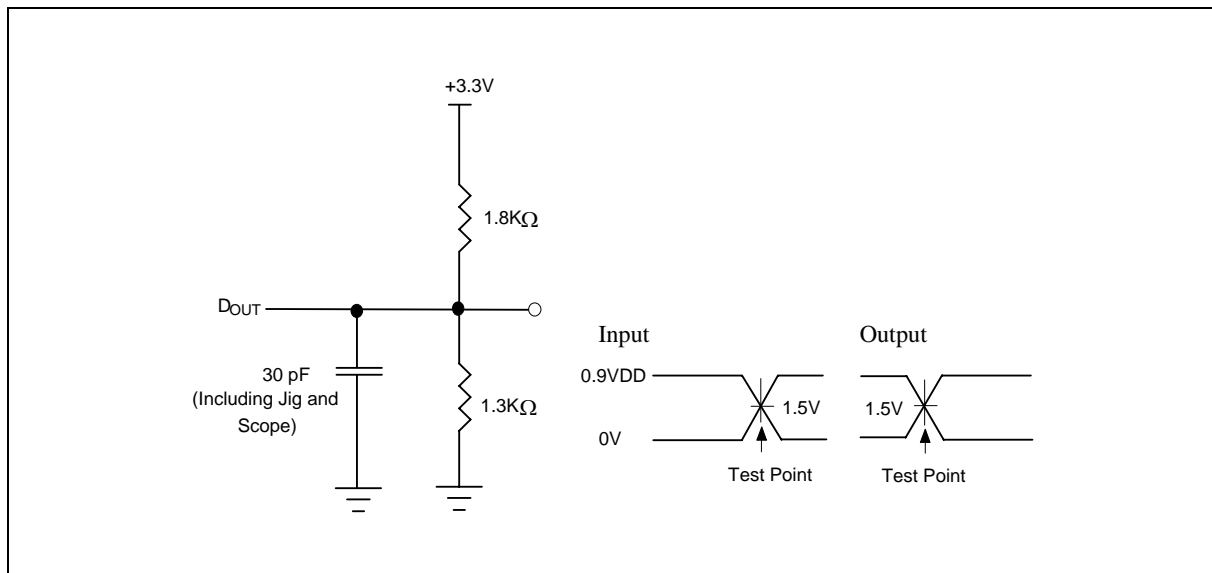 +3.3V
1.8KΩ
DOUT
30 pF
(Including Jig and
Scope)
1.3KΩ
Input
Output
0.9VDD
1.5V
1.5V
0V
Test Point
Test Point